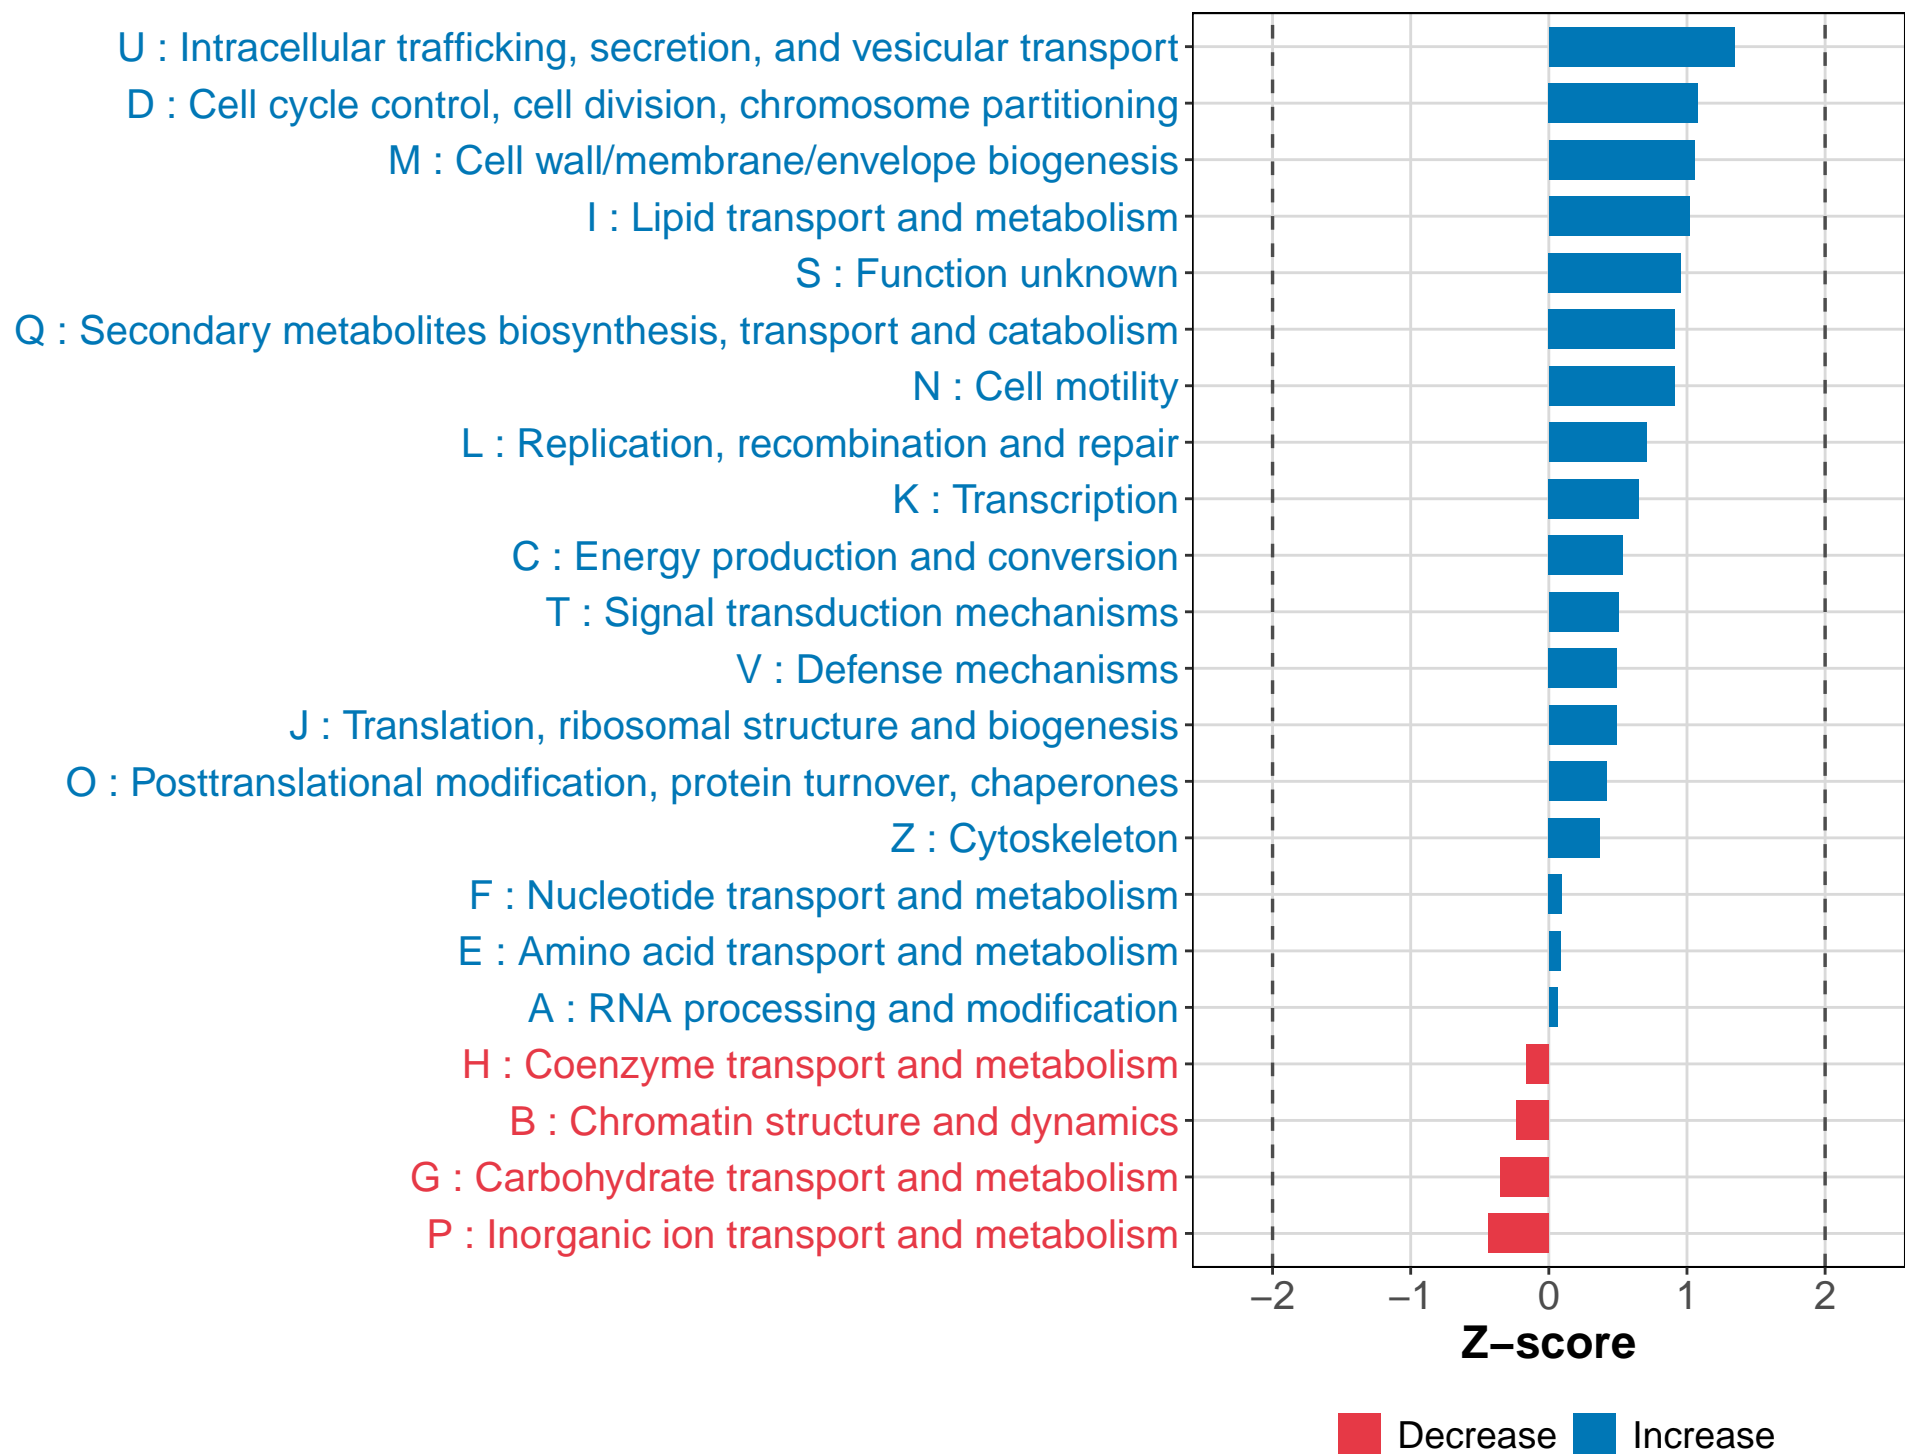 U : Intracellular trafficking, secretion, and vesicular transport
D : Cell cycle control, cell division, chromosome partitioning
M : Cell wall/membrane/envelope biogenesis
I : Lipid transport and metabolism
S : Function unknown
Q : Secondary metabolites biosynthesis, transport and catabolism
N : Cell motility
L : Replication, recombination and repair
K : Transcription
C : Energy production and conversion
T : Signal transduction mechanisms
V : Defense mechanisms
J : Translation, ribosomal structure and biogenesis
O : Posttranslational modification, protein turnover, chaperones
Z : Cytoskeleton
F : Nucleotide transport and metabolism
E : Amino acid transport and metabolism
A : RNA processing and modification
H : Coenzyme transport and metabolism
B : Chromatin structure and dynamics
G : Carbohydrate transport and metabolism
P : Inorganic ion transport and metabolism
−2 −1 0 1 2
Z−score
Decrease Increase